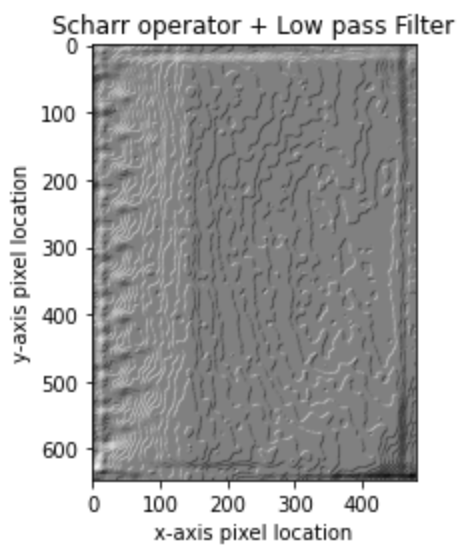 Scharr operator + Low pass Filter
0
100
200
300
400
500
600
y-axis pixel location
0 100 200 300 400
x-axis pixel location